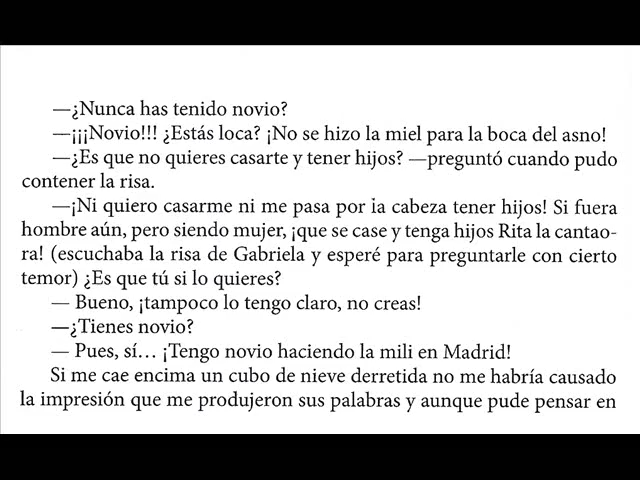 —¿Nunca has tenido novio?
—¡¡¡Novio!!! ¿Estás loca? ¡No se hizo la miel para la boca del asno!
—¿Es que no quieres casarte y tener hijos? —preguntó cuando pudo
contener la risa.
—¡Ni quiero casarme ni me pasa por la cabeza tener hijos! Si fuera
hombre aún, pero siendo mujer, ¡que se case y tenga hijos Rita la cantao-
ra! (escuchaba la risa de Gabriela y esperé para preguntarle con cierto
temor) ¿Es que tú si lo quieres?
— Bueno, ¡tampoco lo tengo claro, no creas!
—¿Tienes novio?
— Pues, sí… ¡Tengo novio haciendo la mili en Madrid!
Si me cae encima un cubo de nieve derretida no me habría causado
la impresión que me produjeron sus palabras y aunque pude pensar en